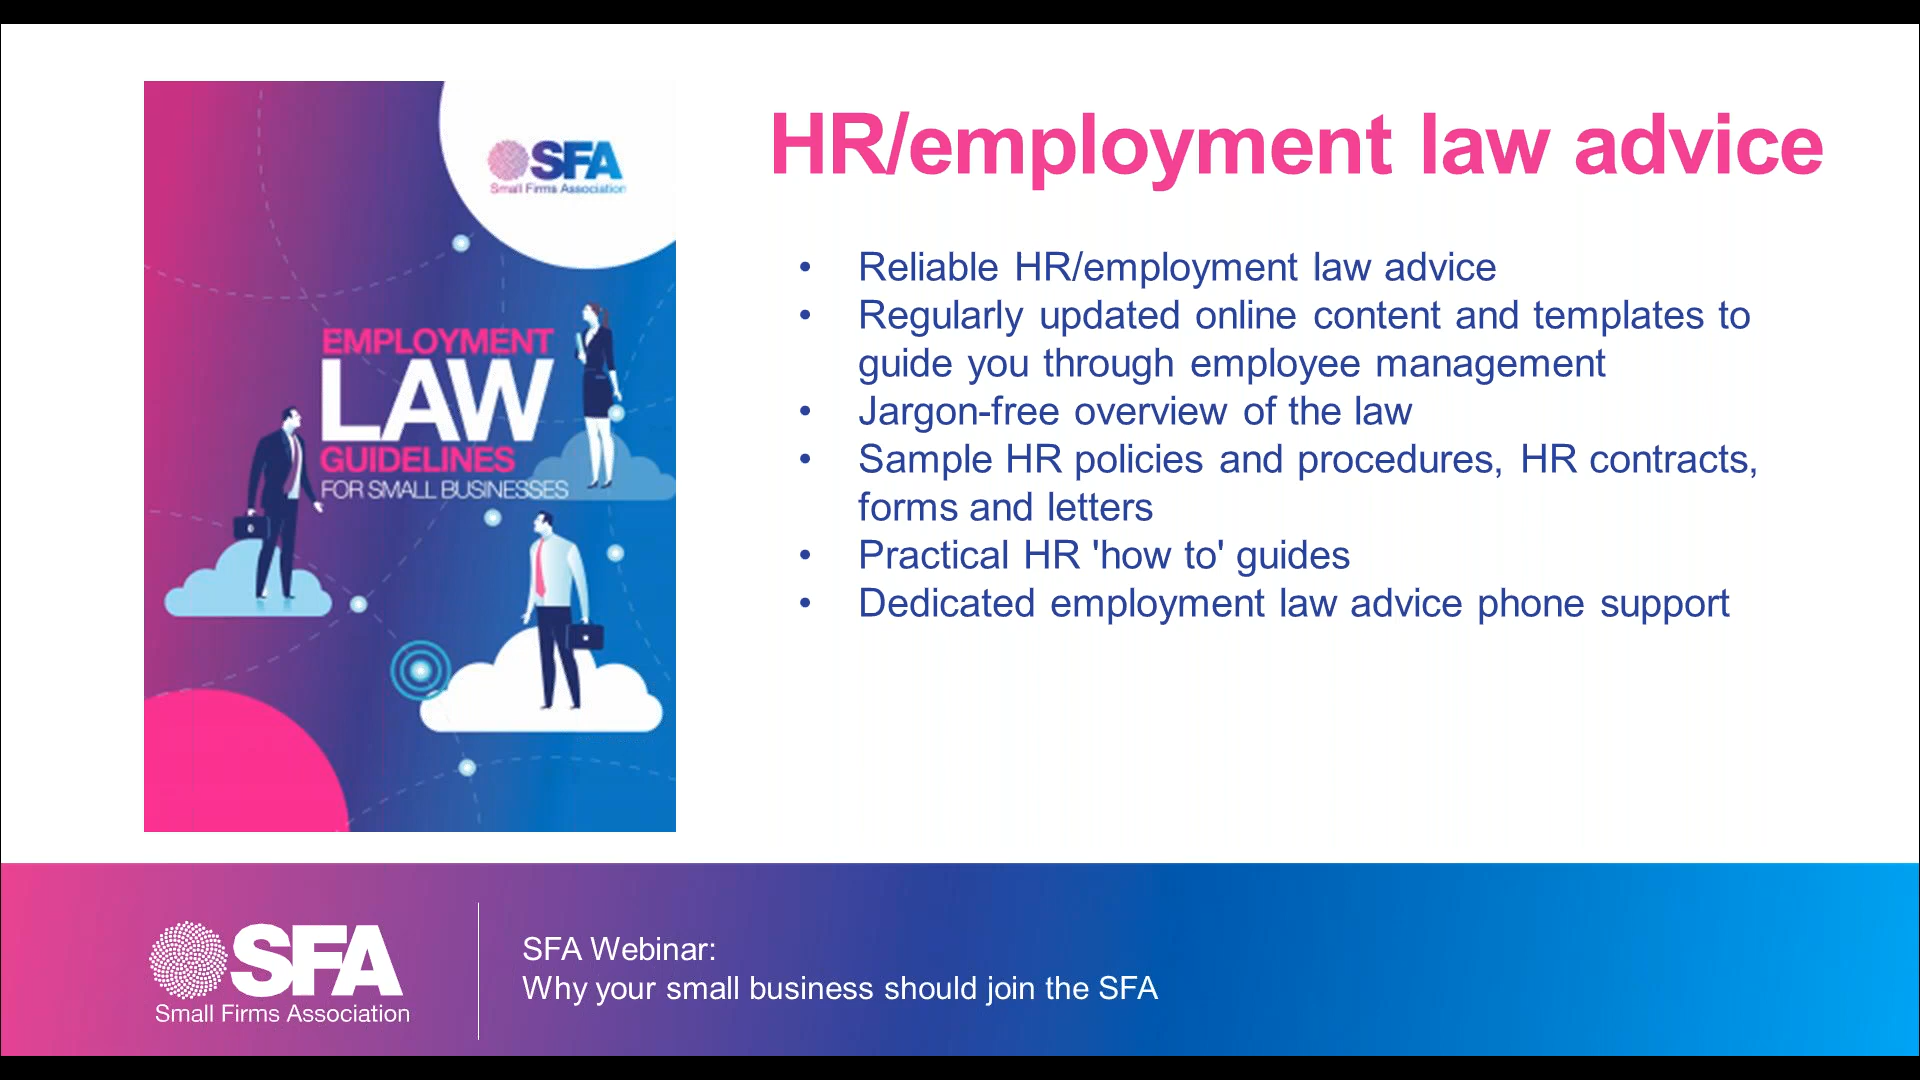 SFA
Small Firms Association
EMPLOYMENT
LAW
GUIDELINES
FOR SMALL BUSINESSES
HR/employment law advice
• Reliable HR/employment law advice
• Regularly updated online content and templates to
guide you through employee management
• Jargon-free overview of the law
• Sample HR policies and procedures, HR contracts,
forms and letters
• Practical HR 'how to' guides
• Dedicated employment law advice phone support
SFA
Small Firms Association
SFA Webinar:
Why your small business should join the SFA